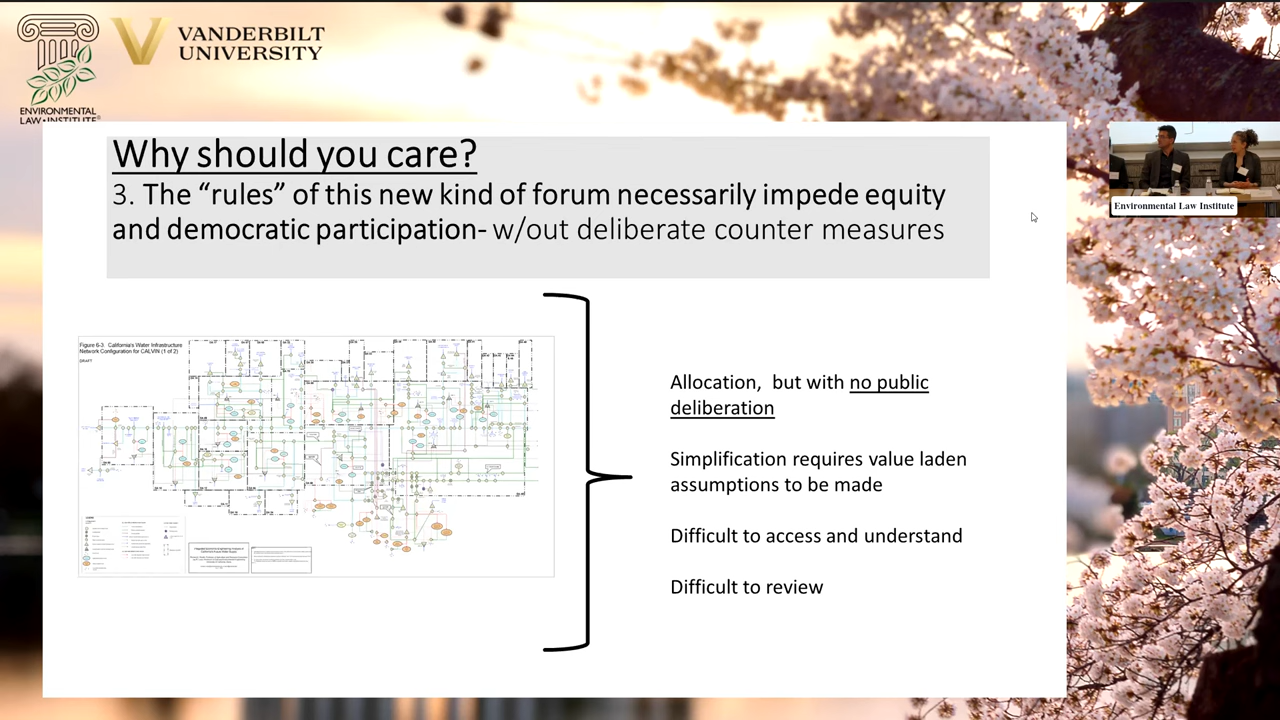 VANDERBILT
UNIVERSITY
ENVIRONMENTAL
LAW•INSTITUTE®
Why should you care?
3. The “rules” of this new kind of forum necessarily impede equity
and democratic participation- w/out deliberate counter measures
Environmental Law Institute
Figure 6-3. California's Water Infrastructure
Network Configuration for CALVIN (1 of 2)
DRAFT
Allocation, but with no public
deliberation
Simplification requires value laden
assumptions to be made
Difficult to access and understand
Difficult to review